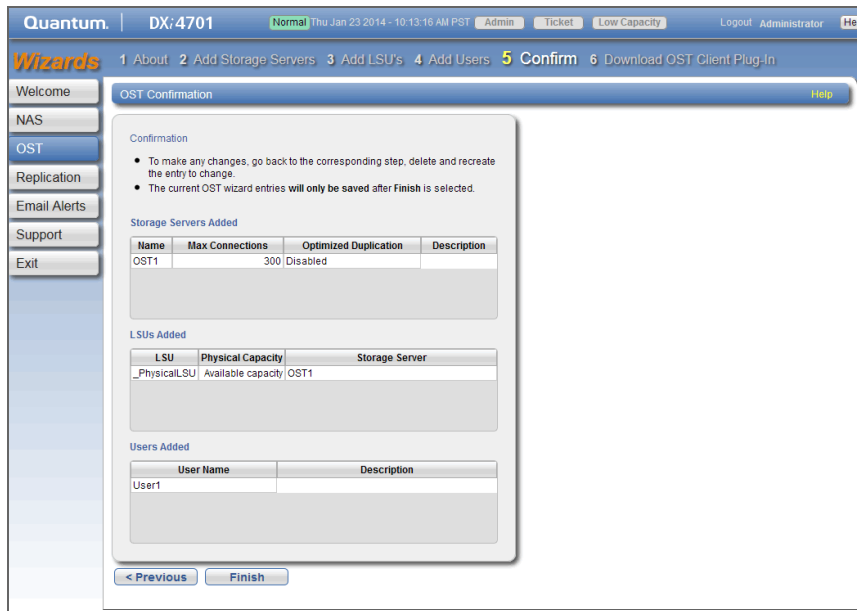 Quantum. DXi4701 Normal Thu Jan 23 2014 - 10:13:16 AM PST Admin Ticket Low Capacity Logout Administrator He
Wizards 1 About 2 Add Storage Servers 3 Add LSU's 4 Add Users 5 Confirm 6 Download OST Client Plug-In
Welcome
NAS
OST
Replication
Email Alerts
Support
Exit
OST Confirmation Help
Confirmation
• To make any changes, go back to the corresponding step, delete and recreate
the entry to change.
• The current OST wizard entries will only be saved after Finish is selected.
Storage Servers Added
Name Max Connections Optimized Duplication Description
OST1 300 Disabled
LSUs Added
LSU Physical Capacity Storage Server
_PhysicalLSU Available capacity OST1
Users Added
User Name Description
User1
< Previous Finish